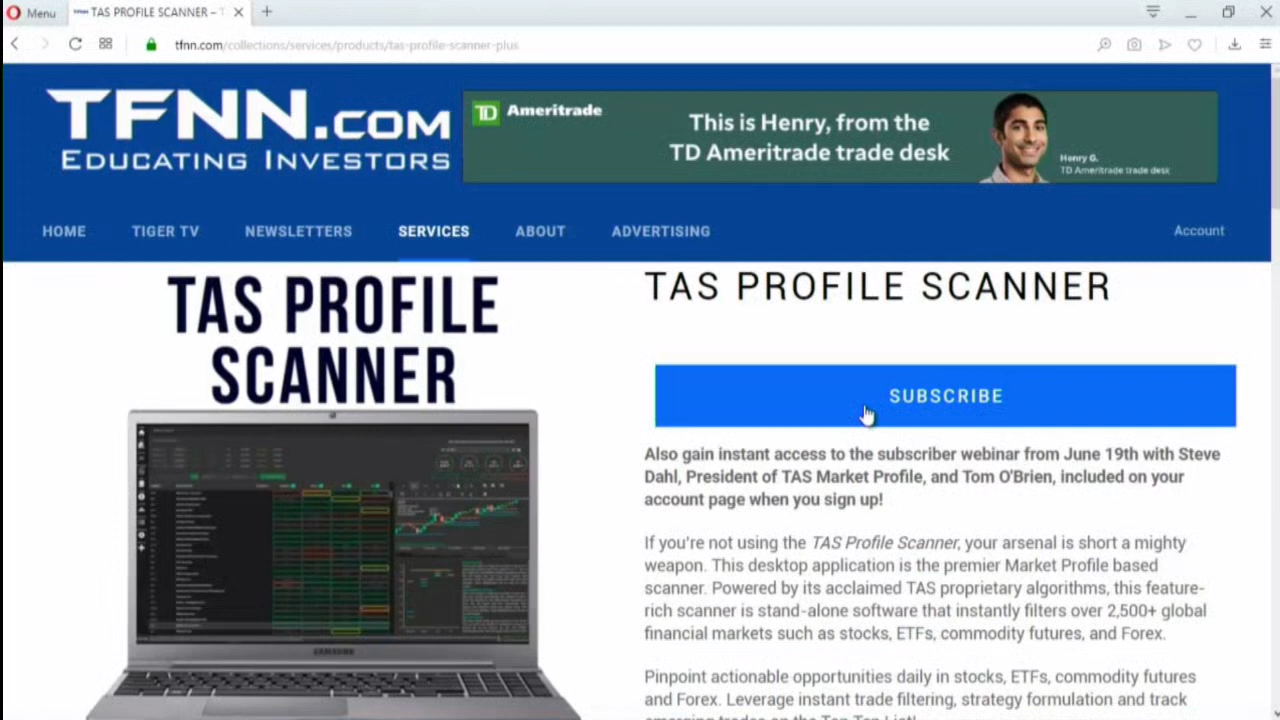 Menu
TAS PROFILE SCANNER –
tfnn.com/collections/services/products/tas-profile-scanner-plus
TFNN.COM
EDUCATING INVESTORS
TD Ameritrade
This is Henry, from the
TD Ameritrade trade desk
Henry G.
TD Ameritrade trade desk
HOME
TIGER TV
NEWSLETTERS
SERVICES
ABOUT
ADVERTISING
Account
TAS PROFILE
SCANNER
SAMSUNG
TAS PROFILE SCANNER
SUBSCRIBE
Also gain instant access to the subscriber webinar from June 19th with Steve
Dahl, President of TAS Market Profile, and Tom O'Brien, included on your
account page when you sign up!
If you're not using the TAS Profile Scanner, your arsenal is short a mighty
weapon. This desktop application is the premier Market Profile based
scanner. Powered by its acclaimed TAS proprietary algorithms, this feature-
rich scanner is stand-alone software that instantly filters over 2,500+ global
financial markets such as stocks, ETFs, commodity futures, and Forex.
Pinpoint actionable opportunities daily in stocks, ETFs, commodity futures
and Forex. Leverage instant trade filtering, strategy formulation and track
emerging trades on the Top Ten List!